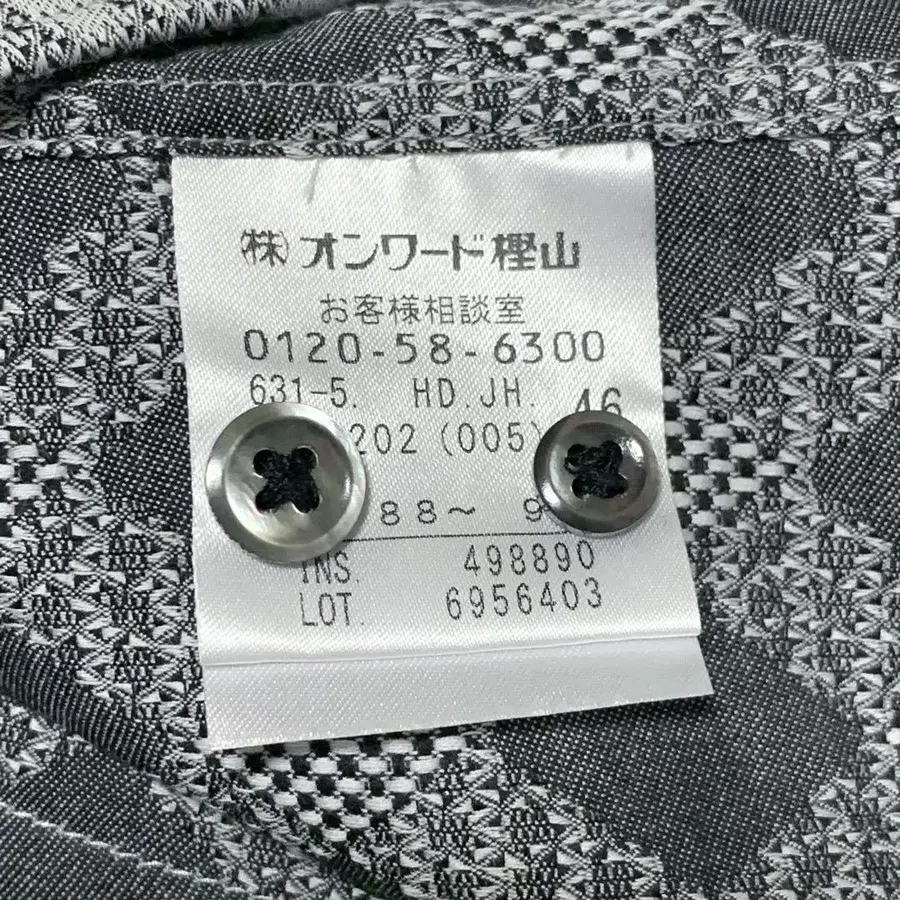 ㈱オンワード樫山
お客様相談室
0120-58-6300
631-5. HD.JH. 46
202(005)
88～ 9
INS. 498890
LOT. 6956403